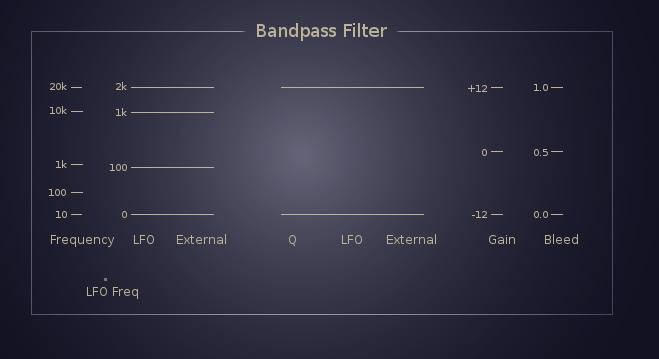 Bandpass Filter
20k 2k +12 1.0
10k 1k
0 0.5
1k 100
100
10 0 -12 0.0
Frequency LFO External Q LFO External Gain Bleed
LFO Freq